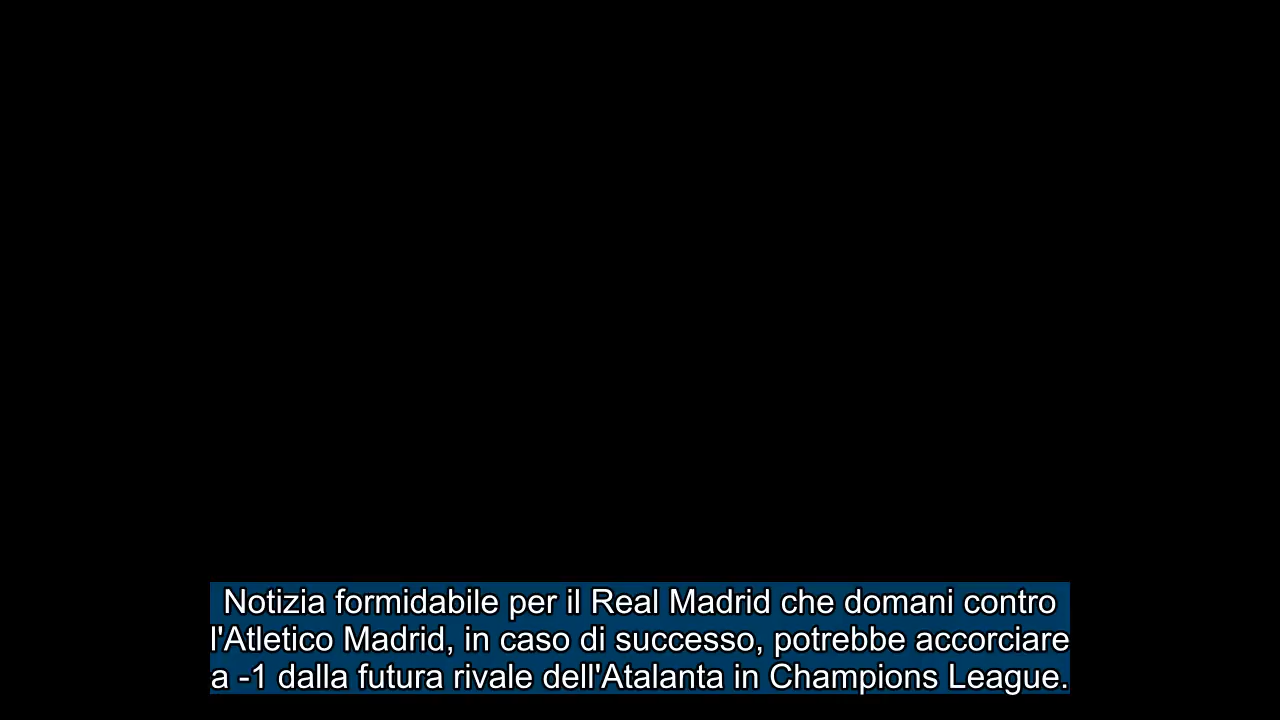 Notizia formidabile per il Real Madrid che domani contro
l'Atletico Madrid, in caso di successo, potrebbe accorciare
a -1 dalla futura rivale dell'Atalanta in Champions League.